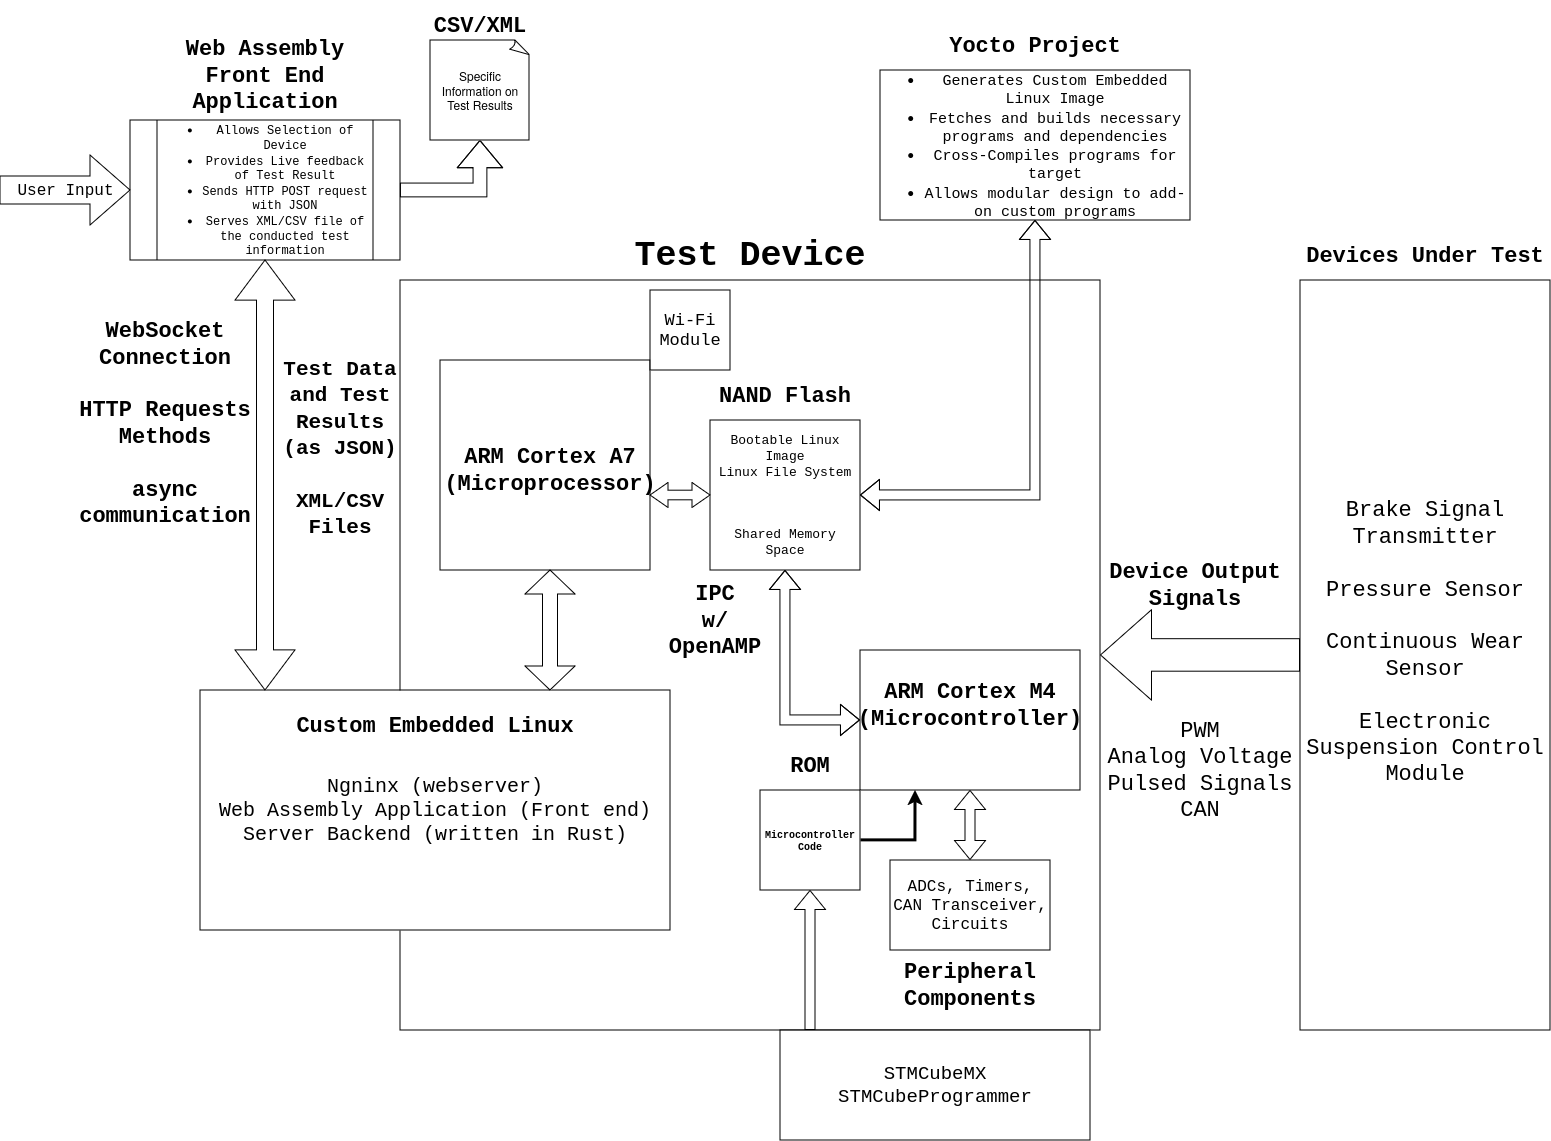 CSV/XML
Specific
Information on
Test Results
Web Assembly
Front End
Application
• Allows Selection of
Device
• Provides Live feedback
of Test Result
• Sends HTTP POST request
with JSON
• Serves XML/CSV file of
the conducted test
information
User Input
Yocto Project
• Generates Custom Embedded
Linux Image
• Fetches and builds necessary
programs and dependencies
• Cross-Compiles programs for
target
• Allows modular design to add-
on custom programs
Test Device
Devices Under Test
WebSocket
Connection
HTTP Requests
Methods
async
communication
Test Data
and Test
Results
(as JSON)
XML/CSV
Files
Wi-Fi
Module
ARM Cortex A7
(Microprocessor)
NAND Flash
Bootable Linux
Image
Linux File System
Shared Memory
Space
IPC
w/
OpenAMP
ARM Cortex M4
(Microcontroller)
ROM
Microcontroller
Code
ADCs, Timers,
CAN Transceiver,
Circuits
Peripheral
Components
Custom Embedded Linux
Ngninx (webserver)
Web Assembly Application (Front end)
Server Backend (written in Rust)
STMCubeMX
STMCubeProgrammer
Device Output
Signals
PWM
Analog Voltage
Pulsed Signals
CAN
Brake Signal
Transmitter
Pressure Sensor
Continuous Wear
Sensor
Electronic
Suspension Control
Module